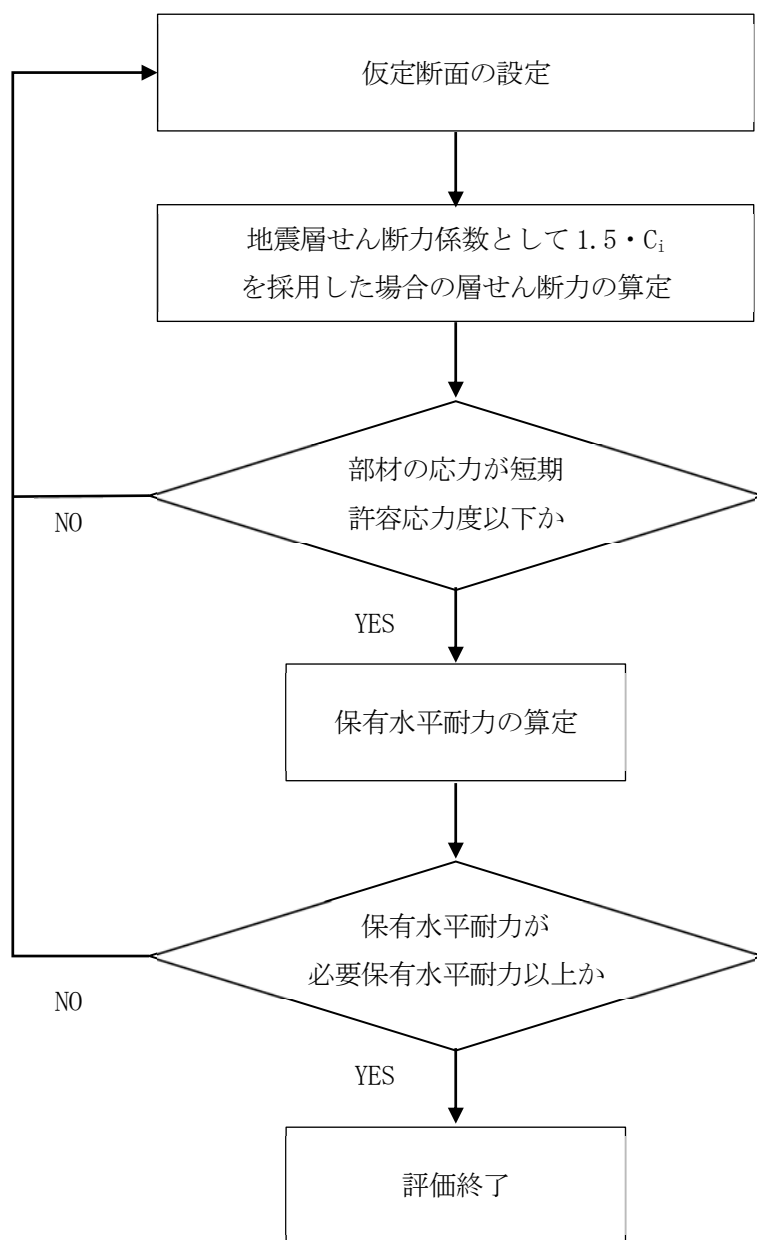 仮定断面の設定
地震層せん断力係数として 1.5・Cᵢ
を採用した場合の層せん断力の算定
部材の応力が短期
許容応力度以下か
NO
YES
保有水平耐力の算定
保有水平耐力が
必要保有水平耐力以上か
NO
YES
評価終了